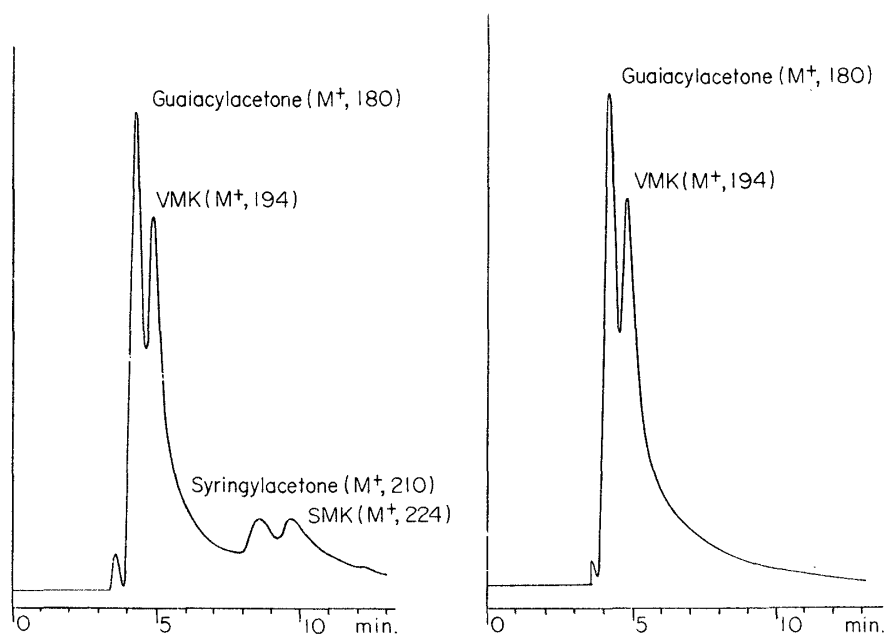 Guaiacylacetone (M+, 180)
VMK (M+, 194)
Syringylacetone (M+, 210)
SMK (M+, 224)
0 5 10 min.
Guaiacylacetone (M+, 180)
VMK (M+, 194)
0 5 10 min.